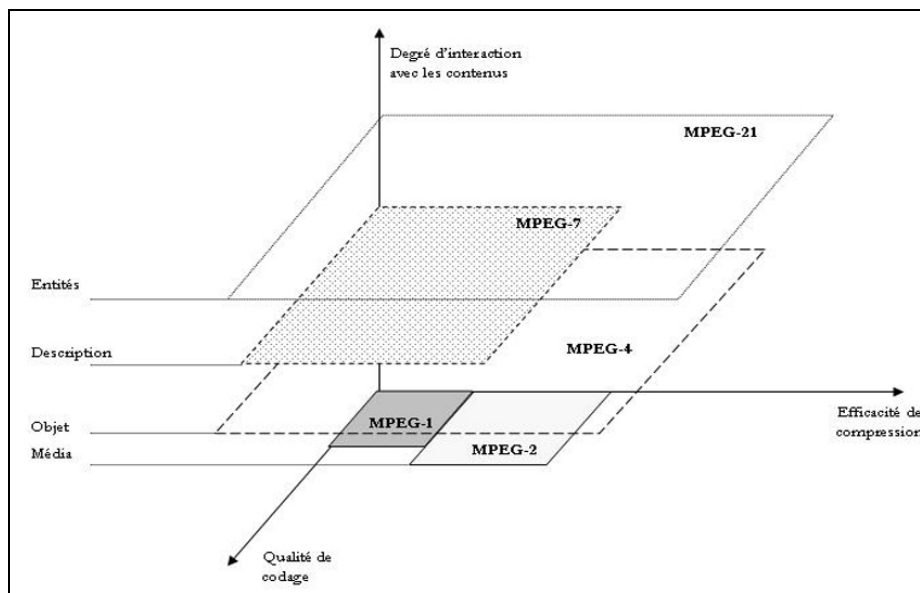 Degré d'interaction
avec les contenus
MPEG-21
MPEG-7
Entités
MPEG-4
Description
Efficacité de
compression
Objet
MPEG-1
Média
MPEG-2
Qualité de
codage